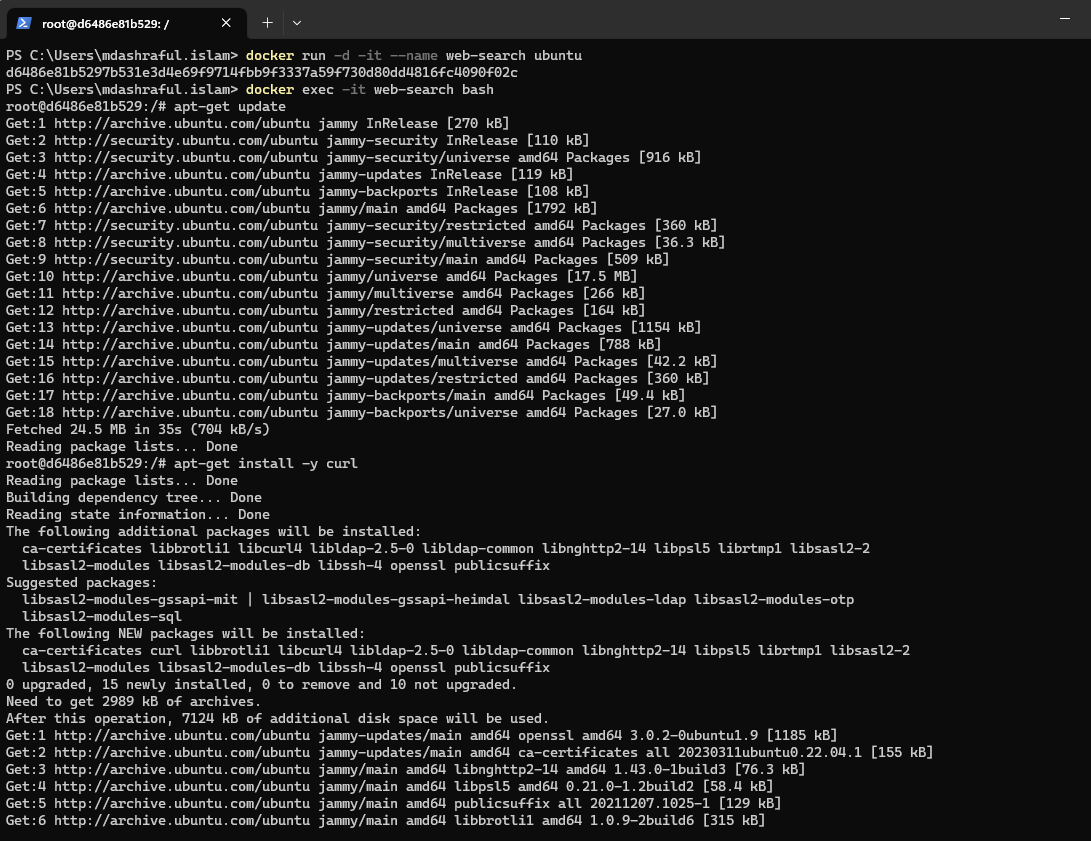 root@d6486e81b529: /
PS C:\Users\mdashraful.islam> docker run -d -it --name web-search ubuntu
d6486e81b5297b531e3d4e69f9714fbb9f3337a59f730d80dd4816fc4090f02c
PS C:\Users\mdashraful.islam> docker exec -it web-search bash
root@d6486e81b529:/# apt-get update
Get:1 http://archive.ubuntu.com/ubuntu jammy InRelease [270 kB]
Get:2 http://security.ubuntu.com/ubuntu jammy-security InRelease [110 kB]
Get:3 http://security.ubuntu.com/ubuntu jammy-security/universe amd64 Packages [916 kB]
Get:4 http://archive.ubuntu.com/ubuntu jammy-updates InRelease [119 kB]
Get:5 http://archive.ubuntu.com/ubuntu jammy-backports InRelease [108 kB]
Get:6 http://archive.ubuntu.com/ubuntu jammy/main amd64 Packages [1792 kB]
Get:7 http://security.ubuntu.com/ubuntu jammy-security/restricted amd64 Packages [360 kB]
Get:8 http://security.ubuntu.com/ubuntu jammy-security/multiverse amd64 Packages [36.3 kB]
Get:9 http://security.ubuntu.com/ubuntu jammy-security/main amd64 Packages [509 kB]
Get:10 http://archive.ubuntu.com/ubuntu jammy/universe amd64 Packages [17.5 MB]
Get:11 http://archive.ubuntu.com/ubuntu jammy/multiverse amd64 Packages [266 kB]
Get:12 http://archive.ubuntu.com/ubuntu jammy/restricted amd64 Packages [164 kB]
Get:13 http://archive.ubuntu.com/ubuntu jammy-updates/universe amd64 Packages [1154 kB]
Get:14 http://archive.ubuntu.com/ubuntu jammy-updates/main amd64 Packages [788 kB]
Get:15 http://archive.ubuntu.com/ubuntu jammy-updates/multiverse amd64 Packages [42.2 kB]
Get:16 http://archive.ubuntu.com/ubuntu jammy-updates/restricted amd64 Packages [360 kB]
Get:17 http://archive.ubuntu.com/ubuntu jammy-backports/main amd64 Packages [49.4 kB]
Get:18 http://archive.ubuntu.com/ubuntu jammy-backports/universe amd64 Packages [27.0 kB]
Fetched 24.5 MB in 35s (704 kB/s)
Reading package lists... Done
root@d6486e81b529:/# apt-get install -y curl
Reading package lists... Done
Building dependency tree... Done
Reading state information... Done
The following additional packages will be installed:
  ca-certificates libbrotli1 libcurl4 libldap-2.5-0 libldap-common libnghttp2-14 libpsl5 librtmp1 libsasl2-2
  libsasl2-modules libsasl2-modules-db libssh-4 openssl publicsuffix
Suggested packages:
  libsasl2-modules-gssapi-mit | libsasl2-modules-gssapi-heimdal libsasl2-modules-ldap libsasl2-modules-otp
  libsasl2-modules-sql
The following NEW packages will be installed:
  ca-certificates curl libbrotli1 libcurl4 libldap-2.5-0 libldap-common libnghttp2-14 libpsl5 librtmp1 libsasl2-2
  libsasl2-modules libsasl2-modules-db libssh-4 openssl publicsuffix
0 upgraded, 15 newly installed, 0 to remove and 10 not upgraded.
Need to get 2989 kB of archives.
After this operation, 7124 kB of additional disk space will be used.
Get:1 http://archive.ubuntu.com/ubuntu jammy-updates/main amd64 openssl amd64 3.0.2-0ubuntu1.9 [1185 kB]
Get:2 http://archive.ubuntu.com/ubuntu jammy-updates/main amd64 ca-certificates all 20230311ubuntu0.22.04.1 [155 kB]
Get:3 http://archive.ubuntu.com/ubuntu jammy/main amd64 libnghttp2-14 amd64 1.43.0-1build3 [76.3 kB]
Get:4 http://archive.ubuntu.com/ubuntu jammy/main amd64 libpsl5 amd64 0.21.0-1.2build2 [58.4 kB]
Get:5 http://archive.ubuntu.com/ubuntu jammy/main amd64 publicsuffix all 20211207.1025-1 [129 kB]
Get:6 http://archive.ubuntu.com/ubuntu jammy/main amd64 libbrotli1 amd64 1.0.9-2build6 [315 kB]